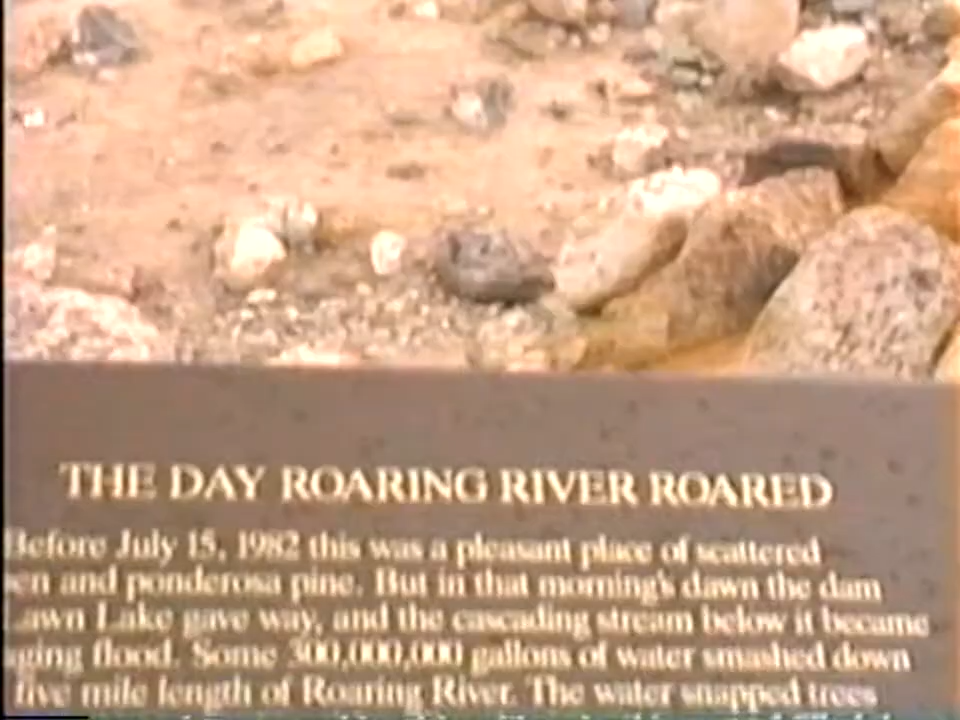 THE DAY ROARING RIVER ROARED
Before July 15, 1982 this was a pleasant place of scattered
en and ponderosa pine. But in that morning's dawn the dam
Lawn Lake gave way, and the cascading stream below it became
ging flood. Some 300,000,000 gallons of water smashed down
five mile length of Roaring River. The water snapped trees